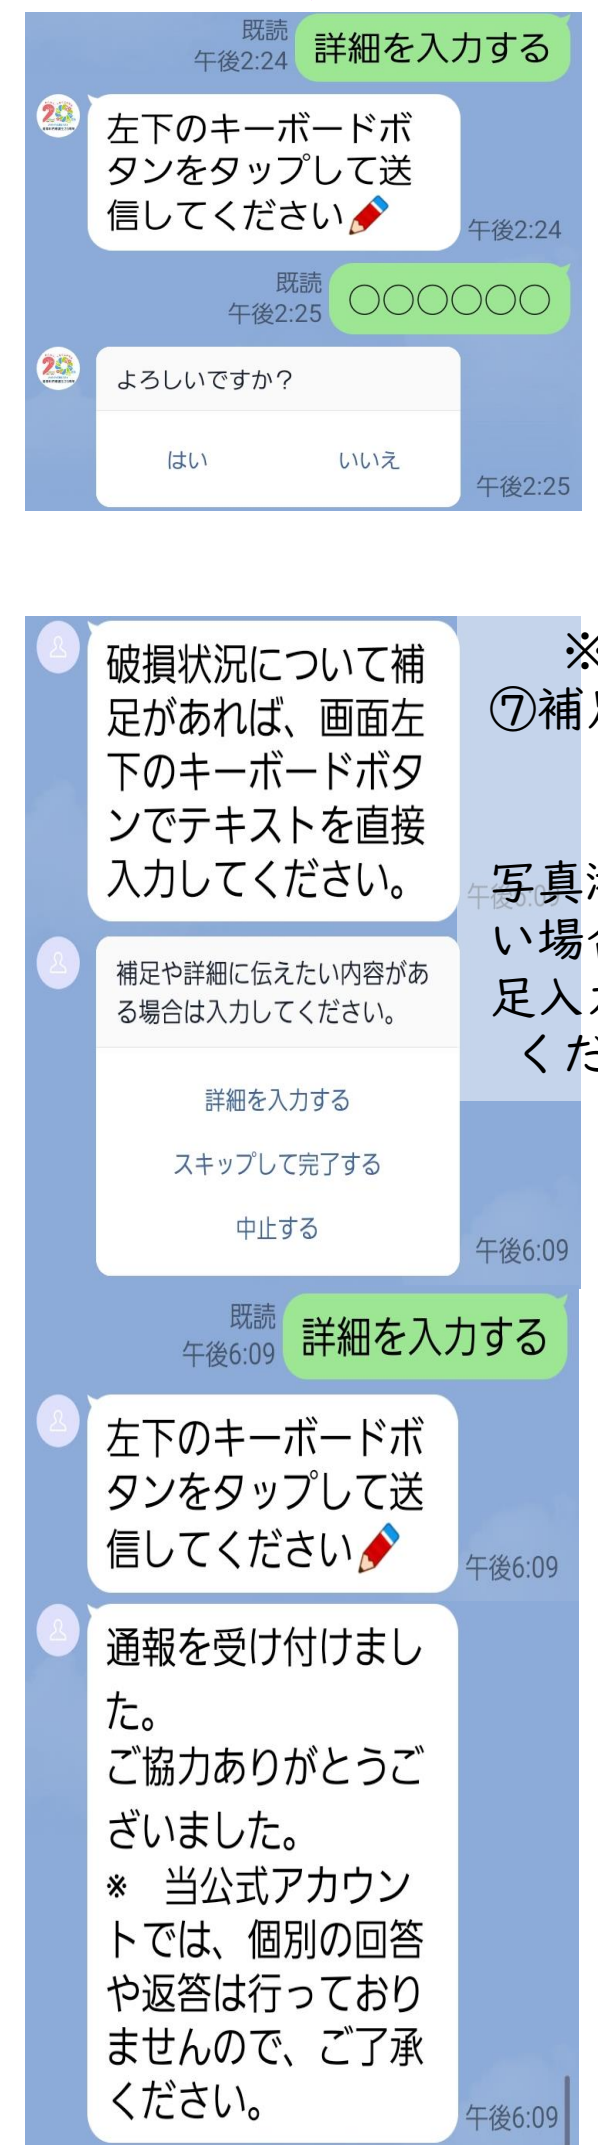 既読
午後2:24
詳細を入力する
左下のキーボードボ
タンをタップして送
信してください
午後2:24
既読
午後2:25
○○○○○○
よろしいですか?
はい
いいえ
午後2:25
破損状況について補
足があれば、画面左
下のキーボードボタ
ンでテキストを直接
入力してください。
午後6:09
※
⑦補
写真
い場
足入
くだ
補足や詳細に伝えたい内容があ
る場合は入力してください。
詳細を入力する
スキップして完了する
中止する
午後6:09
既読
午後6:09
詳細を入力する
左下のキーボードボ
タンをタップして送
信してください
午後6:09
通報を受け付けまし
た。
ご協力ありがとうご
ざいました。
※ 当公式アカウン
トでは、個別の回答
や返答は行っており
ませんので、ご了承
ください。
午後6:09